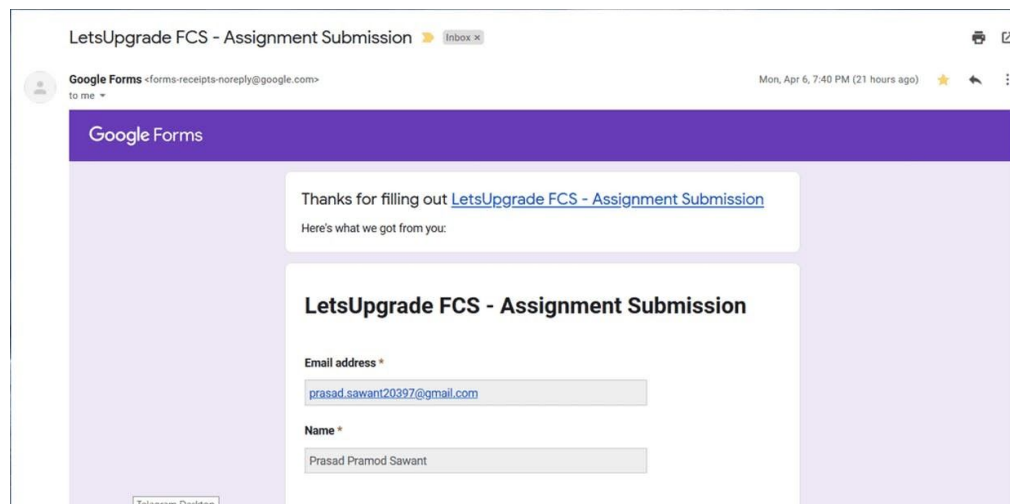 LetsUpgrade FCS - Assignment Submission Inbox x
Google Forms <forms-receipts-noreply@google.com> Mon, Apr 6, 7:40 PM (21 hours ago)
to me
Google Forms
Thanks for filling out LetsUpgrade FCS - Assignment Submission
Here's what we got from you:
LetsUpgrade FCS - Assignment Submission
Email address *
prasad.sawant20397@gmail.com
Name *
Prasad Pramod Sawant
Telegram Desktop